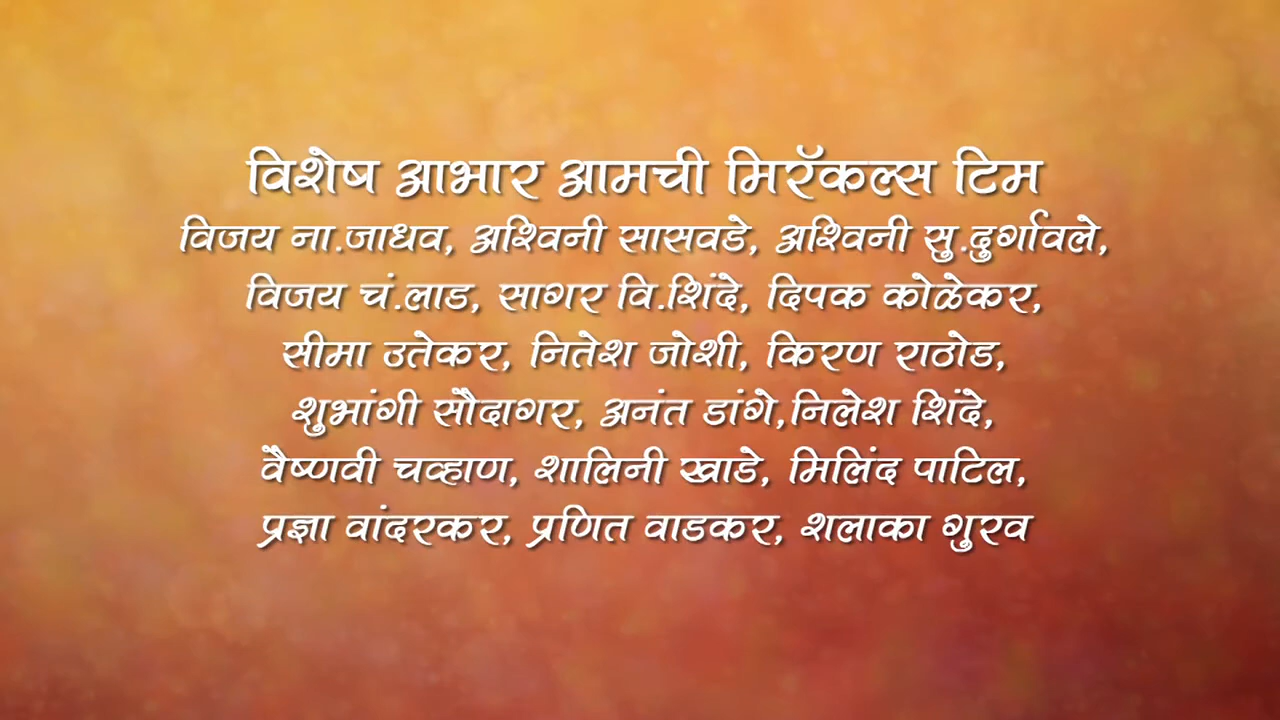 विशेष आभार आमची मिरॅकल्स टिम
विजय ना.जाधव, अश्विनी सासवडे, अश्विनी सु.दुर्गावले,
विजय चं.लाड, सागर वि.शिंदे, दिपक कोळेकर,
सीमा उतेकर, नितेश जोशी, किरण राठोड,
शुभांगी सौदागर, अनंत डांगे,निलेश शिंदे,
वैष्णवी चव्हाण, शालिनी खाडे, मिलिंद पाटिल,
प्रज्ञा वांदरकर, प्रणित वाडकर, शलाका गुरव